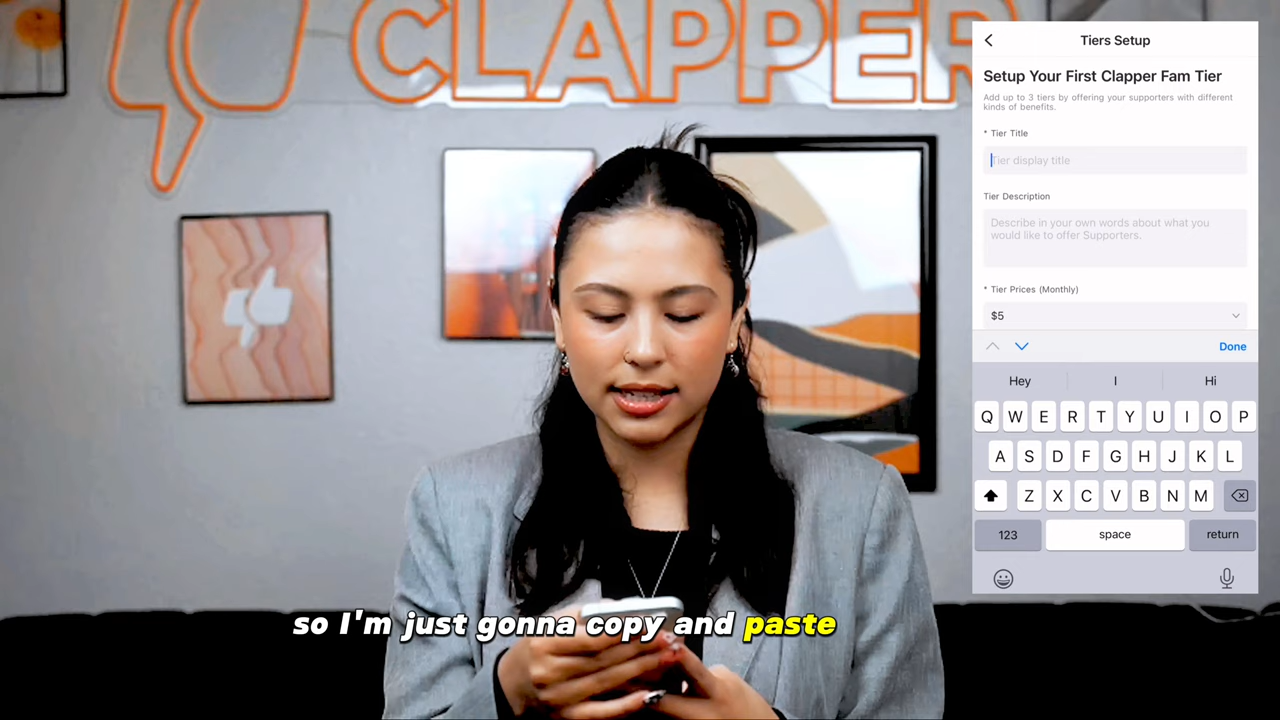 CLAPPER
Tiers Setup
Setup Your First Clapper Fam Tier
Add up to 3 tiers by offering your supporters with different
kinds of benefits.
* Tier Title
Tier display title
Tier Description
Describe in your own words about what you
would like to offer Supporters.
* Tier Prices (Monthly)
$5
Done
Hey I Hi
Q W E R T Y U I O P
A S D F G H J K L
Z X C V B N M
123 space return
so I'm just gonna copy and paste